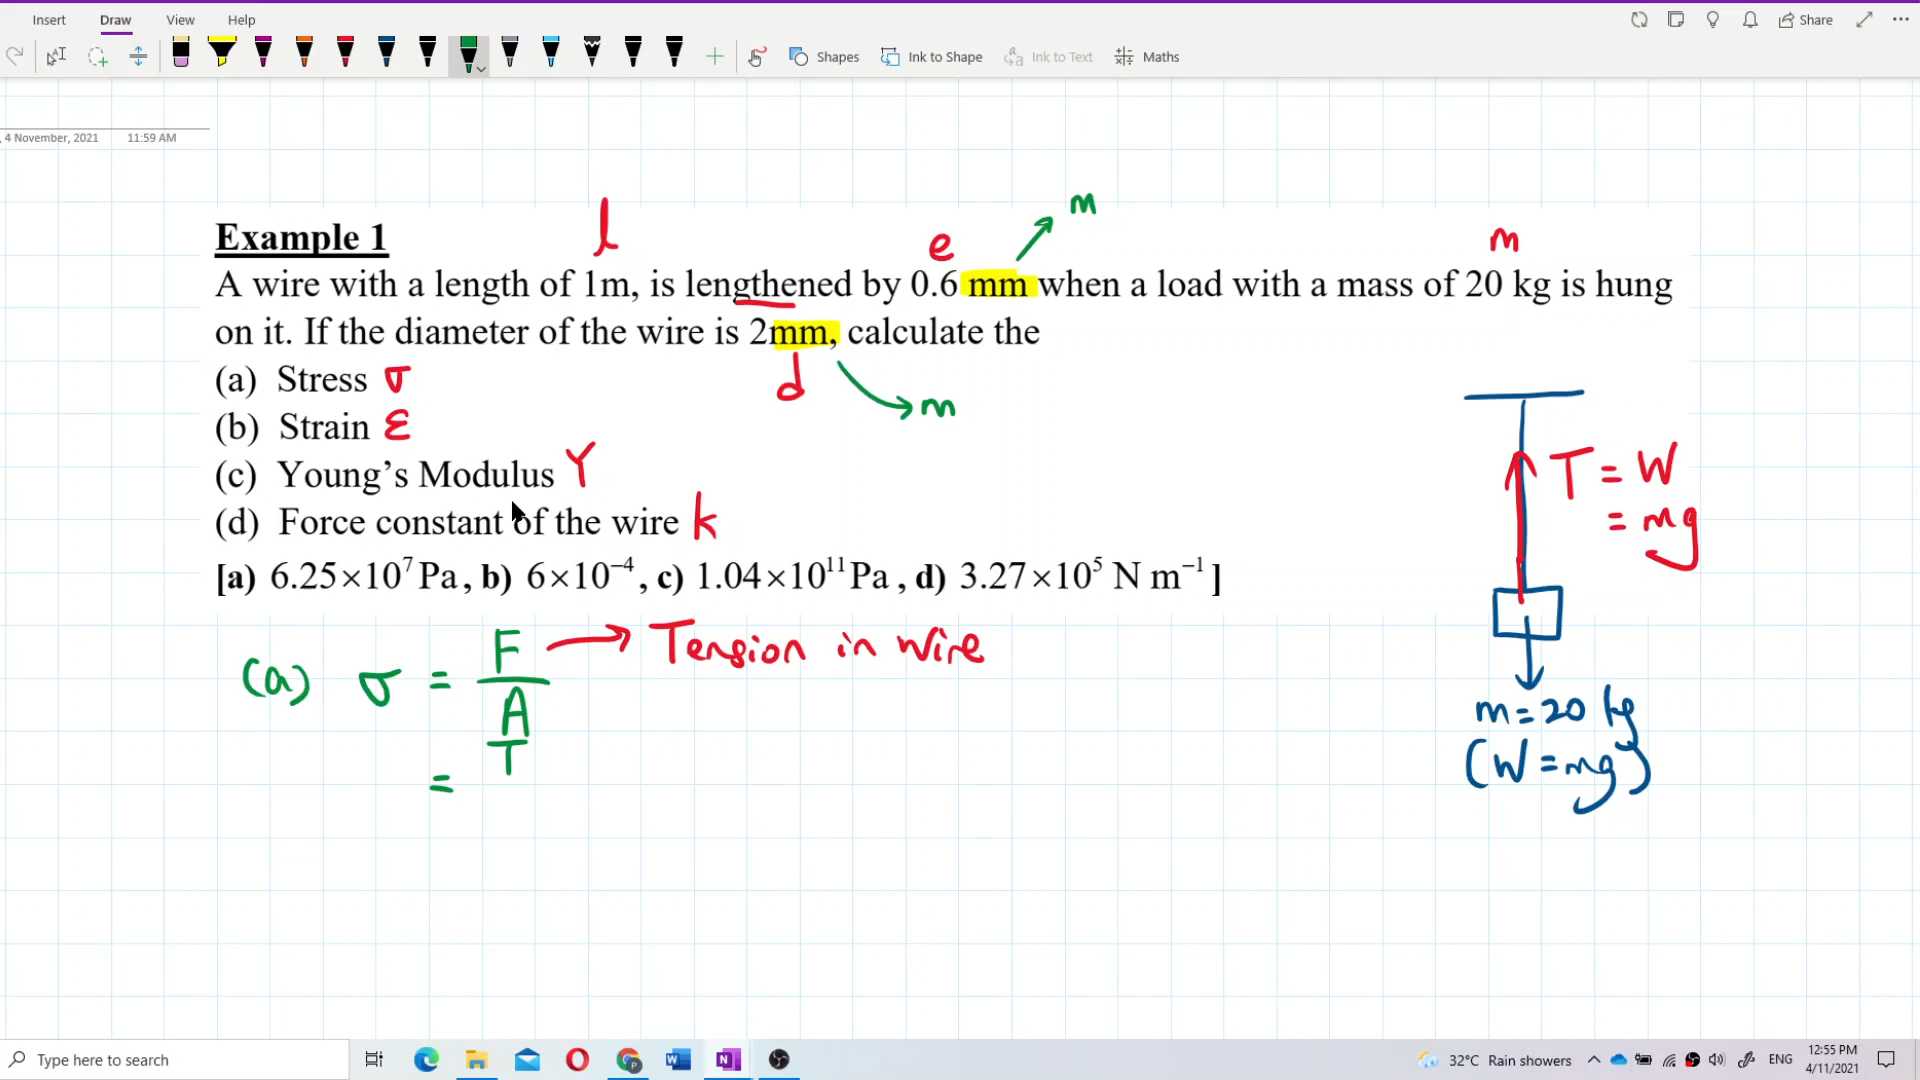 Insert Draw View Help
Share
Shapes Ink to Shape Ink to Text Maths
, 4 November, 2021 11:59 AM
l e m m
Example 1
A wire with a length of 1m, is lengthened by 0.6 mm when a load with a mass of 20 kg is hung
on it. If the diameter of the wire is 2mm, calculate the
d m
(a) Stress σ
(b) Strain ε
(c) Young’s Modulus Y
(d) Force constant of the wire k
[a) 6.25×10⁷ Pa, b) 6×10⁻⁴, c) 1.04×10¹¹ Pa, d) 3.27×10⁵ N m⁻¹ ]
T = W
= mg
m = 20 kg
(W = mg)
(a) σ = F/A → Tension in wire
= T
Type here to search
32°C Rain showers ENG 12:55 PM
4/11/2021